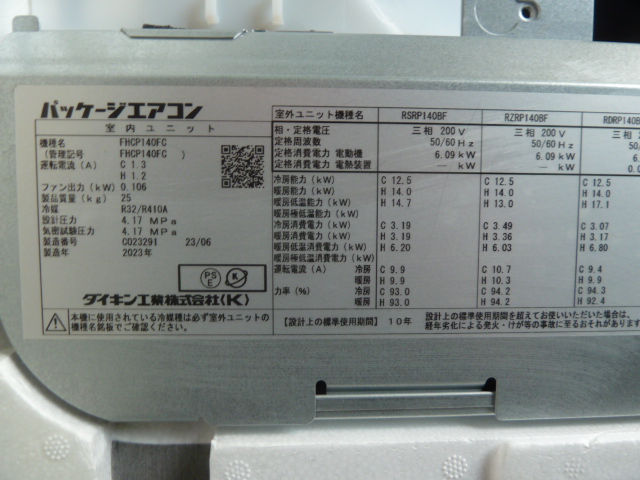 パッケージエアコン
室内ユニット
機種名 FHCP140FC
(管理記号 FHCP140FC )
運転電流(A) C 1.3
H 1.2
ファン出力(kW) 0.106
製品質量(kg) 25
冷媒 R32/R410A
設計圧力 4.17 MPa
気密試験圧力 4.17 MPa
製造番号 C023291 23/06
製造年 2023年
PS E
ダイキン工業株式会社(K)
本機に使用されている冷媒種は必ず室外ユニットの
機種名銘板でご確認ください。
室外ユニット機種名 RSRP140BF RZRP140BF RDRP140B
相・定格電圧 三相 200V 三相 200V 三相
定格周波数 50/60Hz 50/60Hz
定格消費電力 電動機 6.09 kW 6.09 kW
定格消費電力 電熱装置 — kW — kW
冷房能力(kW) C 12.5 C 12.5 C 12.5
暖房能力(kW) H 14.0 H 14.0 H 14.0
暖房低温能力(kW) H 14.7 H 13.0 H 17.1
暖房極低温能力(kW)
冷房消費電力(kW) C 3.19 C 3.49 C 3.07
暖房消費電力(kW) H 3.19 H 3.36 H 3.17
暖房低温消費電力(kW) H 6.20 H 6.03 H 6.80
暖房極低温消費電力(kW)
運転電流(A) 冷房 C 9.9 C 10.7 C 9.4
暖房 H 9.9 H 10.3 H 9.9
力率(%) 冷房 C 93.0 C 94.2 C 94.3
暖房 H 93.0 H 94.2 H 92.4
【設計上の標準使用期間】 10年
設計上の標準使用期間を超えてお使いいただいた場合は、
経年劣化による発火・けが等の事故に至るおそれがあります